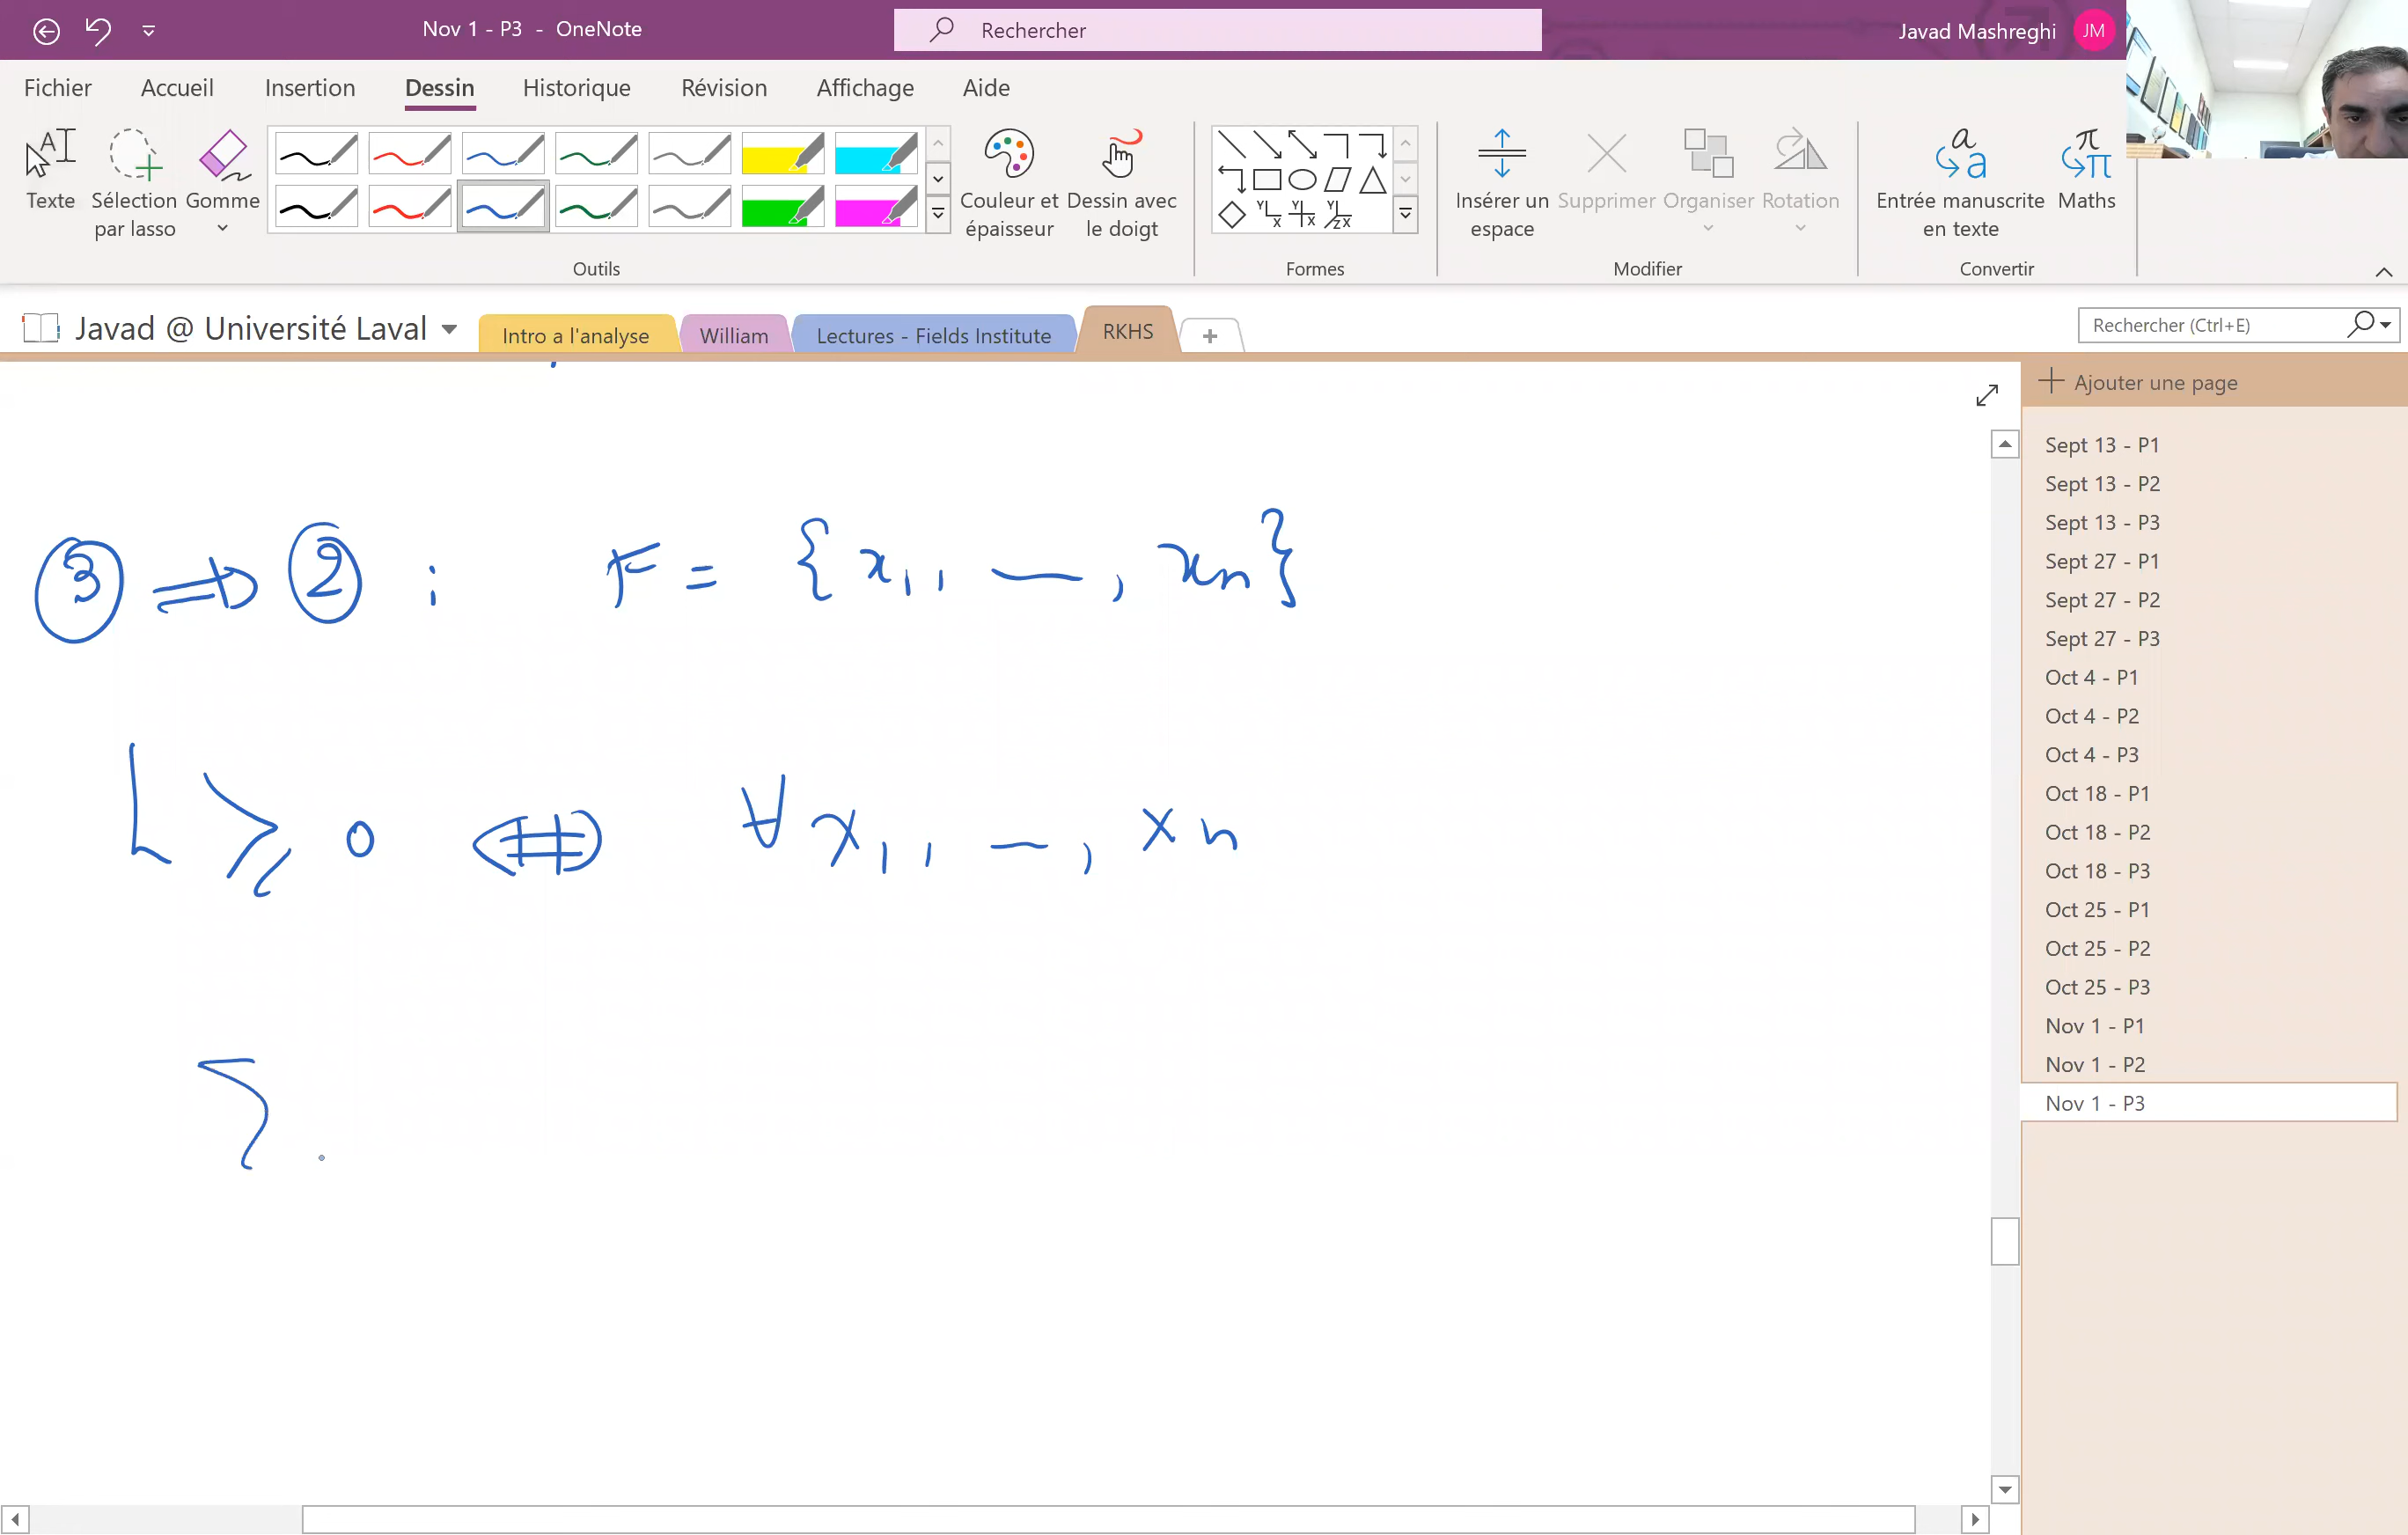 Nov 1 - P3 - OneNote
Rechercher
Javad Mashreghi
JM
Fichier Accueil Insertion Dessin Historique Révision Affichage Aide
Texte
Sélection par lasso
Gomme
Couleur et épaisseur
Dessin avec le doigt
Insérer un espace
Supprimer
Organiser
Rotation
Entrée manuscrite en texte
Maths
Outils
Formes
Modifier
Convertir
Javad @ Université Laval
Intro a l'analyse
William
Lectures - Fields Institute
RKHS
Rechercher (Ctrl+E)
Ajouter une page
Sept 13 - P1
Sept 13 - P2
Sept 13 - P3
Sept 27 - P1
Sept 27 - P2
Sept 27 - P3
Oct 4 - P1
Oct 4 - P2
Oct 4 - P3
Oct 18 - P1
Oct 18 - P2
Oct 18 - P3
Oct 25 - P1
Oct 25 - P2
Oct 25 - P3
Nov 1 - P1
Nov 1 - P2
Nov 1 - P3
③ ⟹ ② : F = { x₁, —, xₙ }
L ⩾ 0 ⟺ ∀ x₁, —, xₙ